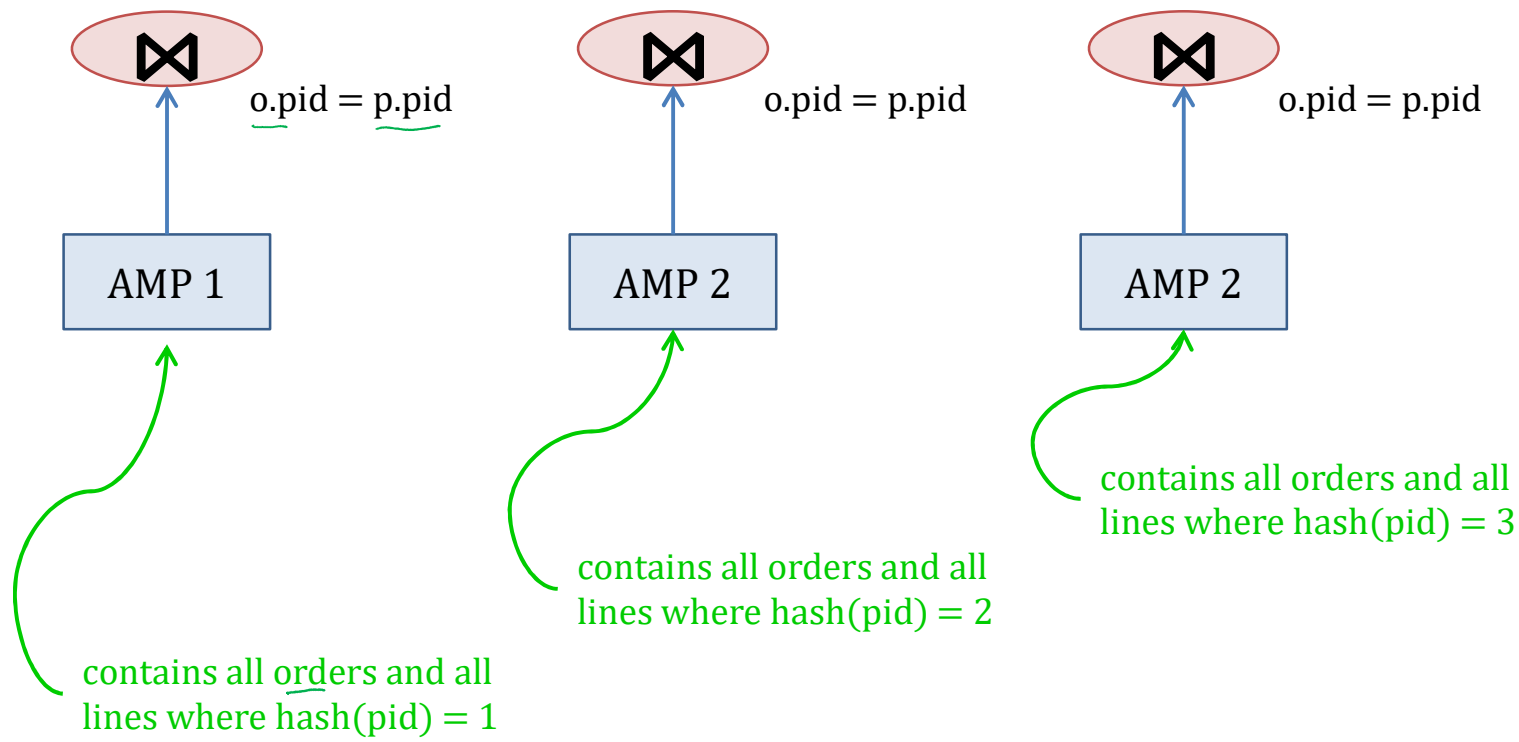 ⋈
o.pid = p.pid
AMP 1
contains all orders and all
lines where hash(pid) = 1
⋈
o.pid = p.pid
AMP 2
contains all orders and all
lines where hash(pid) = 2
⋈
o.pid = p.pid
AMP 2
contains all orders and all
lines where hash(pid) = 3